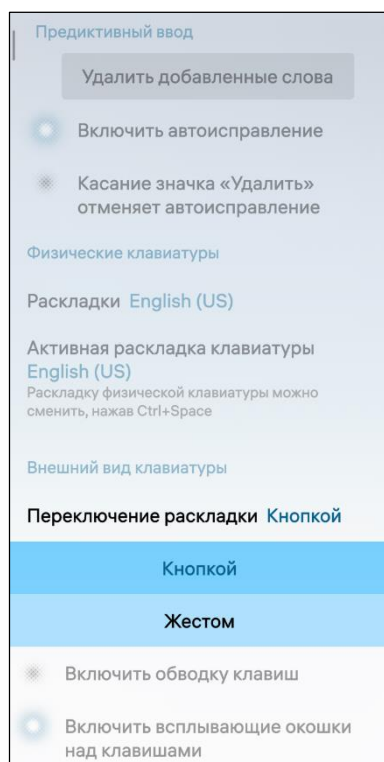 Предиктивный ввод
Удалить добавленные слова
Включить автоисправление
Касание значка «Удалить»
отменяет автоисправление
Физические клавиатуры
Раскладки English (US)
Активная раскладка клавиатуры
English (US)
Раскладку физической клавиатуры можно
сменить, нажав Ctrl+Space
Внешний вид клавиатуры
Переключение раскладки Кнопкой
Кнопкой
Жестом
Включить обводку клавиш
Включить всплывающие окошки
над клавишами